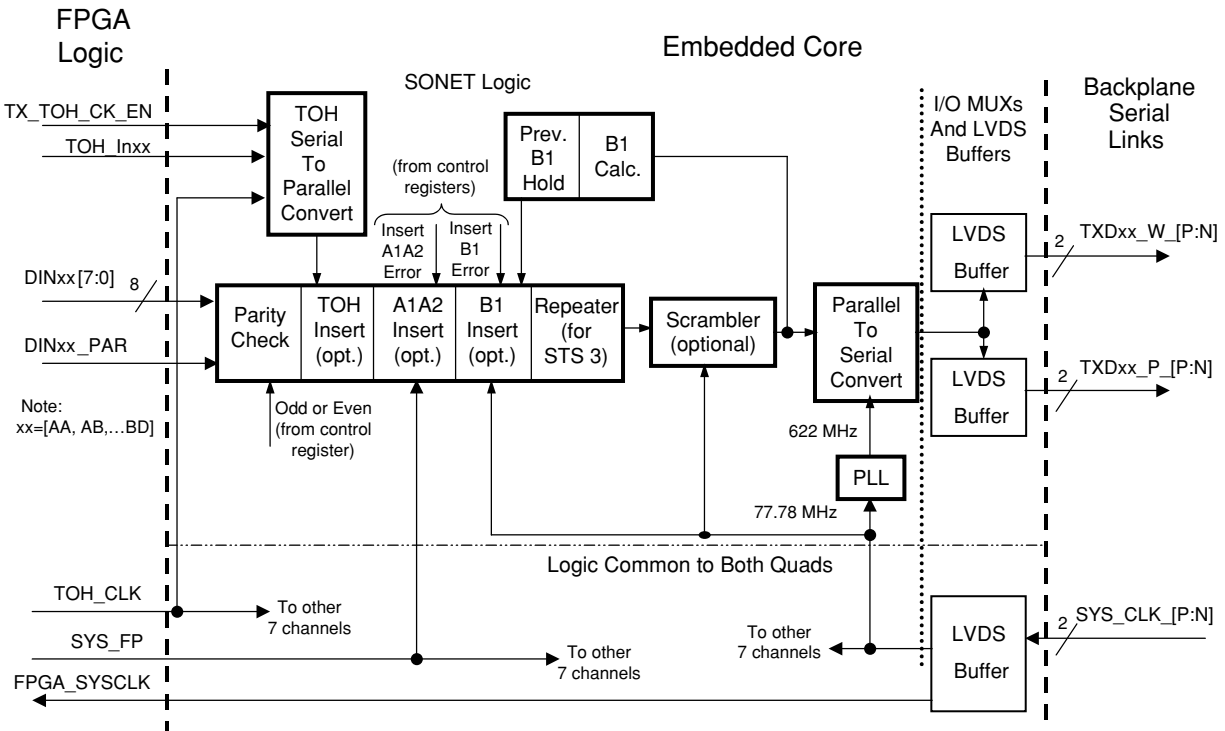 FPGA
Logic
Embedded Core
SONET Logic
I/O MUXs
And LVDS
Buffers
Backplane
Serial
Links
TX_TOH_CK_EN
TOH_Inxx
TOH
Serial
To
Parallel
Convert
(from control
registers)
Insert
A1A2
Error
Insert
B1
Error
Prev.
B1
Hold
B1
Calc.
DINxx[7:0]
8
DINxx_PAR
Note:
xx=[AA, AB,…BD]
Parity
Check
TOH
Insert
(opt.)
A1A2
Insert
(opt.)
B1
Insert
(opt.)
Repeater
(for
STS 3)
Scrambler
(optional)
Parallel
To
Serial
Convert
LVDS
Buffer
2
TXDxx_W_[P:N]
LVDS
Buffer
2
TXDxx_P_[P:N]
Odd or Even
(from control
register)
622 MHz
PLL
77.78 MHz
Logic Common to Both Quads
TOH_CLK
To other
7 channels
SYS_FP
To other
7 channels
To other
7 channels
LVDS
Buffer
2
SYS_CLK_[P:N]
FPGA_SYSCLK